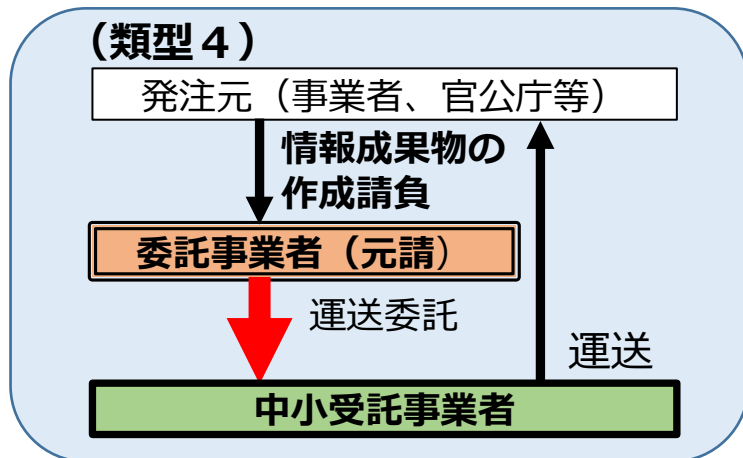 （類型４）
発注元（事業者、官公庁等）
情報成果物の
作成請負
委託事業者（元請）
運送委託
運送
中小受託事業者